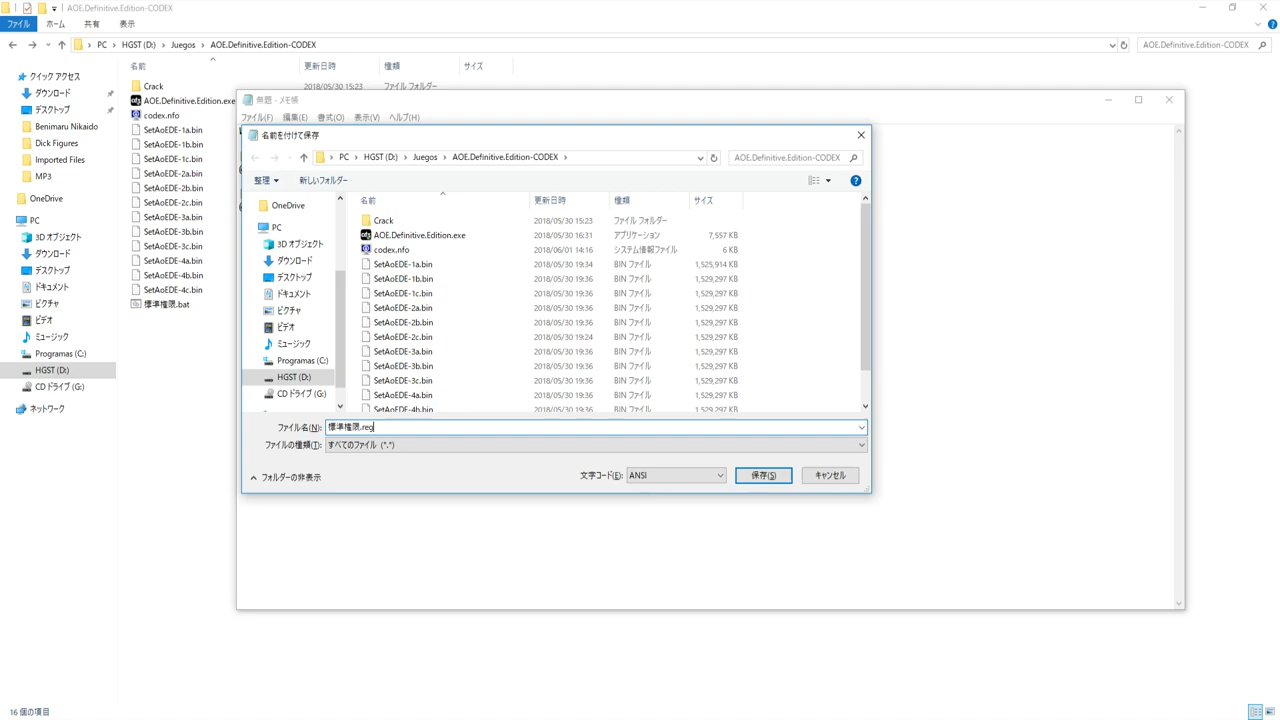 AOE.Definitive.Edition-CODEX
ファイル ホーム 共有 表示
PC HGST (D:) Juegos AOE.Definitive.Edition-CODEX AOE.Definitive.Edition-CODEX
名前 更新日時 種類 サイズ
クイック アクセス
ダウンロード
デスクトップ
Benimaru Nikaido
Dick Figures
Imported Files
MP3
OneDrive
PC
3D オブジェクト
ダウンロード
デスクトップ
ドキュメント
ピクチャ
ビデオ
ミュージック
Programas (C:)
HGST (D:)
CD ドライブ (G:)
ネットワーク
Crack 2018/05/30 15:23 ファイル フォルダー
AOE.Definitive.Edition.exe
codex.nfo
SetAoEDE-1a.bin
SetAoEDE-1b.bin
SetAoEDE-1c.bin
SetAoEDE-2a.bin
SetAoEDE-2b.bin
SetAoEDE-2c.bin
SetAoEDE-3a.bin
SetAoEDE-3b.bin
SetAoEDE-3c.bin
SetAoEDE-4a.bin
SetAoEDE-4b.bin
SetAoEDE-4c.bin
標準権限.bat
無題 - メモ帳
ファイル(F) 編集(E) 書式(O) 表示(V) ヘルプ(H)
名前を付けて保存
PC HGST (D:) Juegos AOE.Definitive.Edition-CODEX AOE.Definitive.Edition-CODEX
整理 新しいフォルダー
OneDrive
PC
3D オブジェクト
ダウンロード
デスクトップ
ドキュメント
ピクチャ
ビデオ
ミュージック
Programas (C:)
HGST (D:)
CD ドライブ (G:)
名前 更新日時 種類 サイズ
Crack 2018/05/30 15:23 ファイル フォルダー
AOE.Definitive.Edition.exe 2018/05/30 16:31 アプリケーション 7,557 KB
codex.nfo 2018/06/01 14:16 システム情報ファイル 6 KB
SetAoEDE-1a.bin 2018/05/30 19:34 BIN ファイル 1,525,914 KB
SetAoEDE-1b.bin 2018/05/30 19:36 BIN ファイル 1,529,297 KB
SetAoEDE-1c.bin 2018/05/30 19:36 BIN ファイル 1,529,297 KB
SetAoEDE-2a.bin 2018/05/30 19:36 BIN ファイル 1,529,297 KB
SetAoEDE-2b.bin 2018/05/30 19:36 BIN ファイル 1,529,297 KB
SetAoEDE-2c.bin 2018/05/30 19:24 BIN ファイル 1,529,297 KB
SetAoEDE-3a.bin 2018/05/30 19:36 BIN ファイル 1,529,297 KB
SetAoEDE-3b.bin 2018/05/30 19:36 BIN ファイル 1,529,297 KB
SetAoEDE-3c.bin 2018/05/30 19:36 BIN ファイル 1,529,297 KB
SetAoEDE-4a.bin 2018/05/30 19:36 BIN ファイル 1,529,297 KB
SetAoEDE-4b.bin 2018/05/30 19:36 BIN ファイル 1,529,297 KB
ファイル名(N): 標準権限.reg
ファイルの種類(T): すべてのファイル (*.*)
フォルダーの非表示 文字コード(E): ANSI 保存(S) キャンセル
16 個の項目